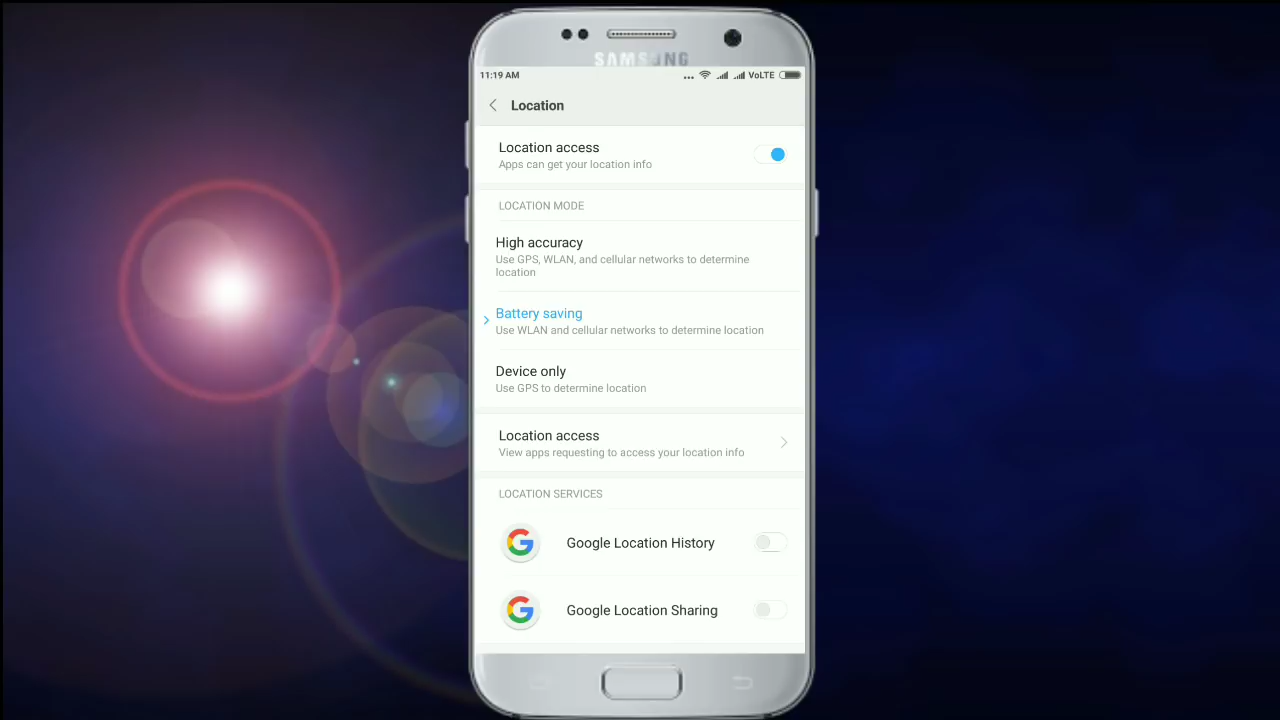 SAMSUNG
11:19 AM
... VoLTE
Location
Location access
Apps can get your location info
LOCATION MODE
High accuracy
Use GPS, WLAN, and cellular networks to determine
location
Battery saving
Use WLAN and cellular networks to determine location
Device only
Use GPS to determine location
Location access
View apps requesting to access your location info
LOCATION SERVICES
G
Google Location History
G
Google Location Sharing